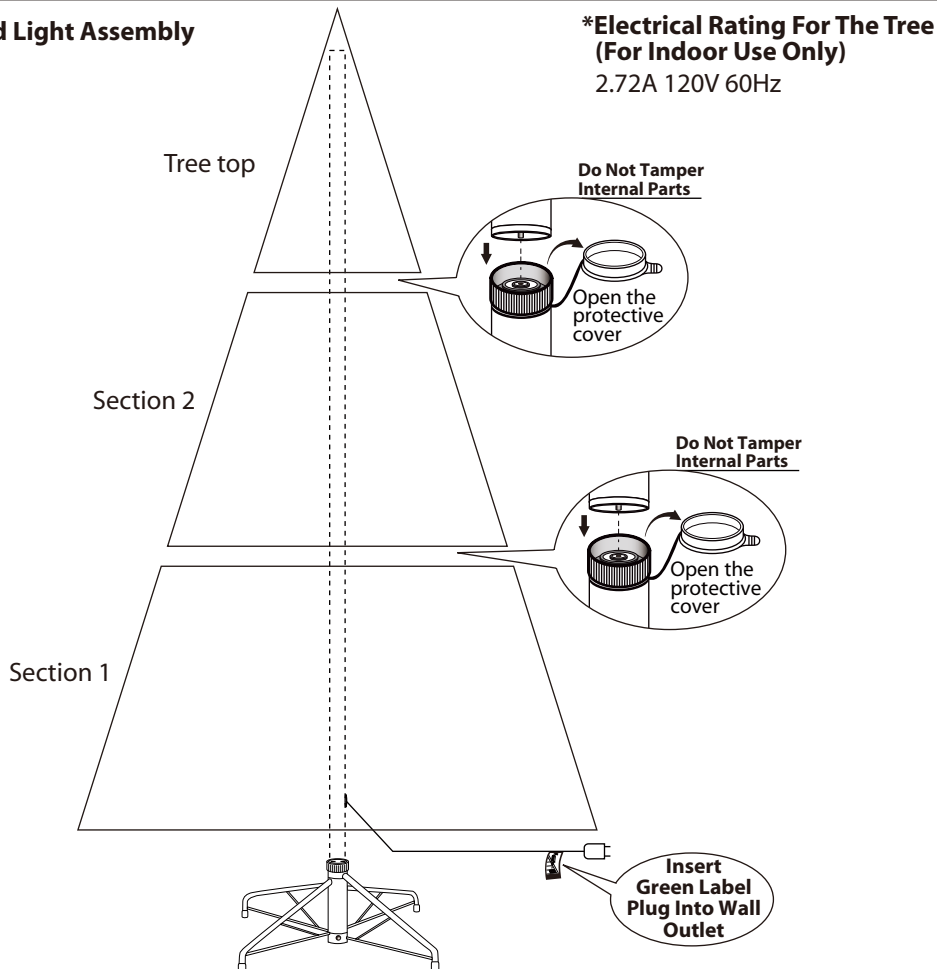 d Light Assembly
*Electrical Rating For The Tree
(For Indoor Use Only)
2.72A 120V 60Hz
Tree top
Do Not Tamper
Internal Parts
Open the
protective
cover
Section 2
Do Not Tamper
Internal Parts
Open the
protective
cover
Section 1
Insert
Green Label
Plug Into Wall
Outlet